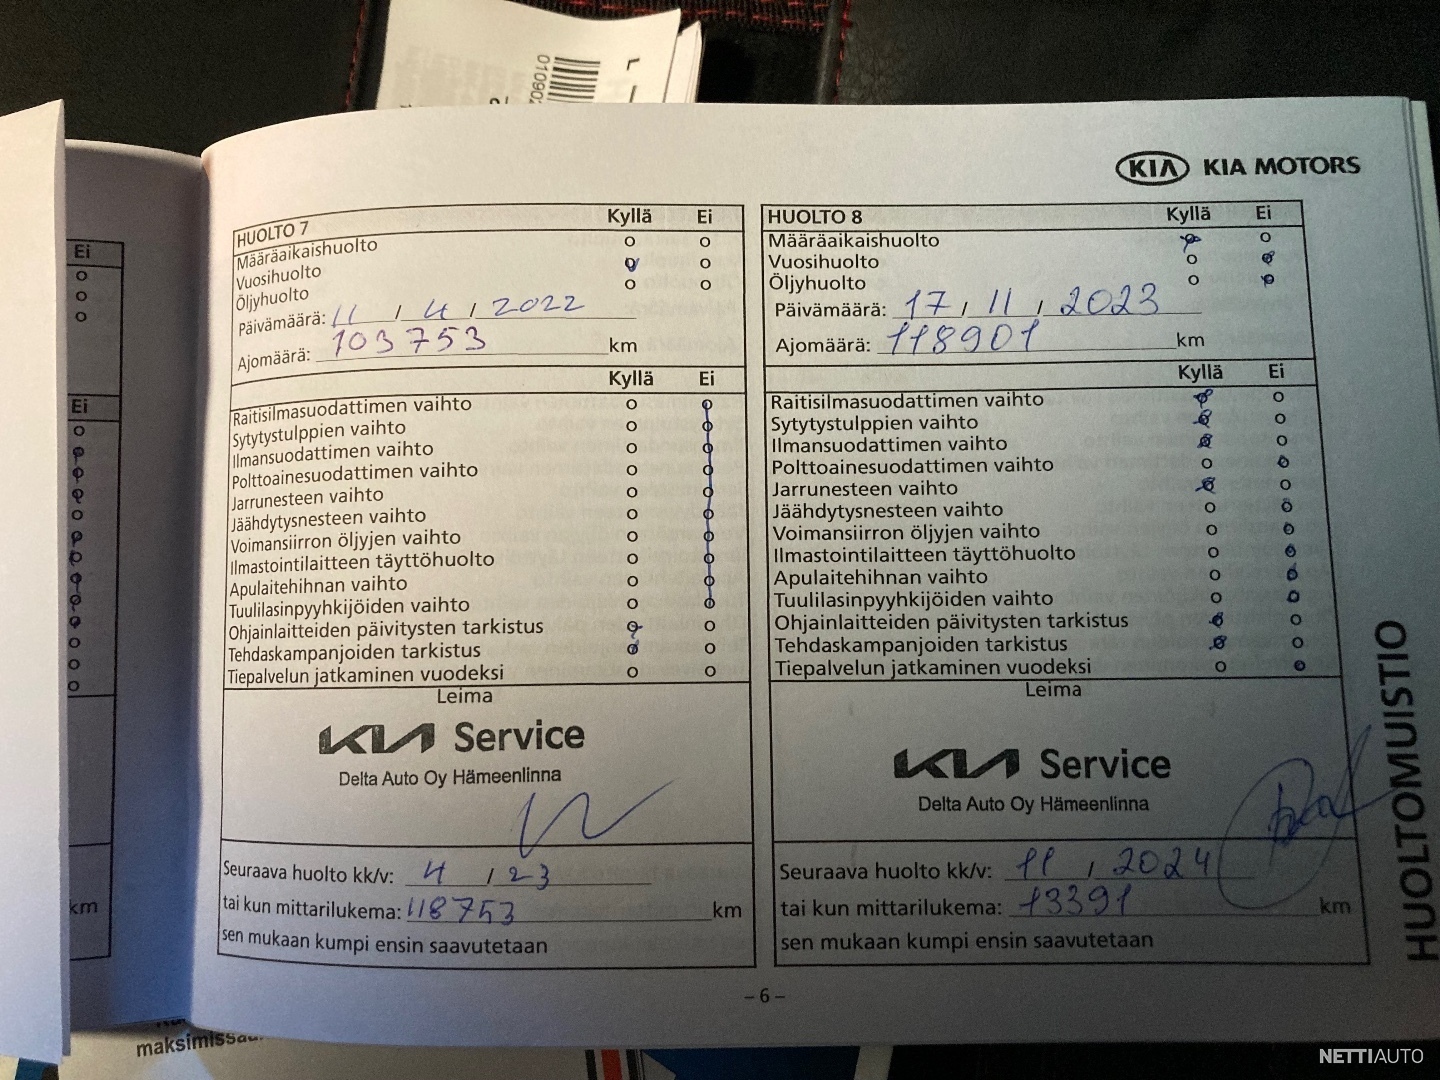 010902
KIA KIA MOTORS
Ei
Ei
km
HUOLTO 7 Kyllä Ei
Määräaikaishuolto
Vuosihuolto
Öljyhuolto
Päivämäärä: 11 / 4 / 2022
Ajomäärä: 103753 km
Kyllä Ei
Raitisilmasuodattimen vaihto
Sytytystulppien vaihto
Ilmansuodattimen vaihto
Polttoainesuodattimen vaihto
Jarrunesteen vaihto
Jäähdytysnesteen vaihto
Voimansiirron öljyjen vaihto
Ilmastointilaitteen täyttöhuolto
Apulaitehihnan vaihto
Tuulilasinpyyhkijöiden vaihto
Ohjainlaitteiden päivitysten tarkistus
Tehdaskampanjoiden tarkistus
Tiepalvelun jatkaminen vuodeksi
Leima
KIA Service
Delta Auto Oy Hämeenlinna
Seuraava huolto kk/v: 4 / 23
tai kun mittarilukema: 118753 km
sen mukaan kumpi ensin saavutetaan
HUOLTO 8 Kyllä Ei
Määräaikaishuolto
Vuosihuolto
Öljyhuolto
Päivämäärä: 17 / 11 / 2023
Ajomäärä: 118901 km
Kyllä Ei
Raitisilmasuodattimen vaihto
Sytytystulppien vaihto
Ilmansuodattimen vaihto
Polttoainesuodattimen vaihto
Jarrunesteen vaihto
Jäähdytysnesteen vaihto
Voimansiirron öljyjen vaihto
Ilmastointilaitteen täyttöhuolto
Apulaitehihnan vaihto
Tuulilasinpyyhkijöiden vaihto
Ohjainlaitteiden päivitysten tarkistus
Tehdaskampanjoiden tarkistus
Tiepalvelun jatkaminen vuodeksi
Leima
KIA Service
Delta Auto Oy Hämeenlinna
Seuraava huolto kk/v: 11 / 2024
tai kun mittarilukema: 13391 km
sen mukaan kumpi ensin saavutetaan
HUOLTOMUISTIO
– 6 –
NETTIAUTO